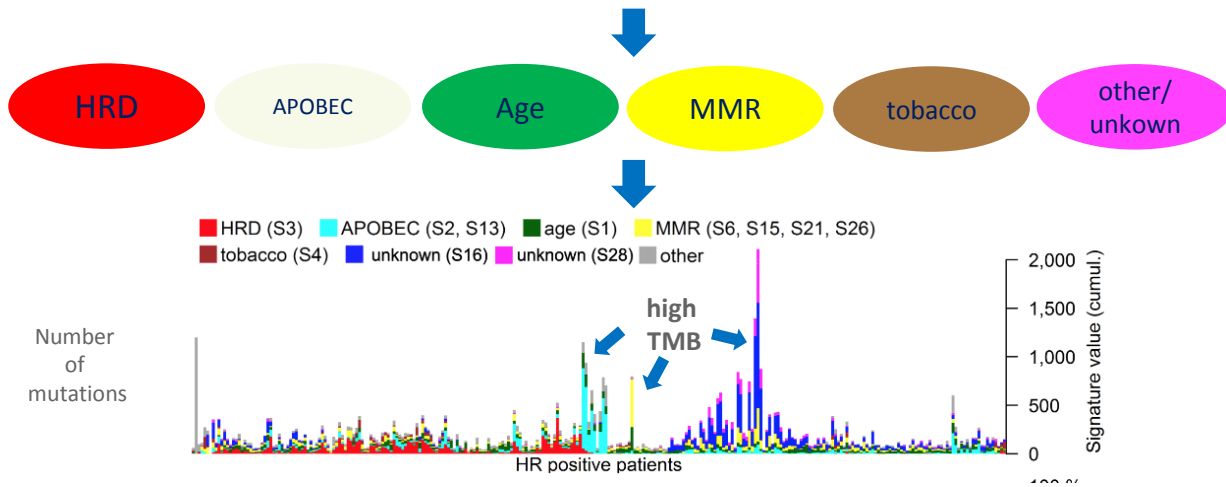 HRD
APOBEC
Age
MMR
tobacco
other/
unkown
HRD (S3) APOBEC (S2, S13) age (S1) MMR (S6, S15, S21, S26)
tobacco (S4) unknown (S16) unknown (S28) other
high
TMB
Number
of
mutations
2,000
1,500
1,000
500
0
Signature value (cumul.)
HR positive patients